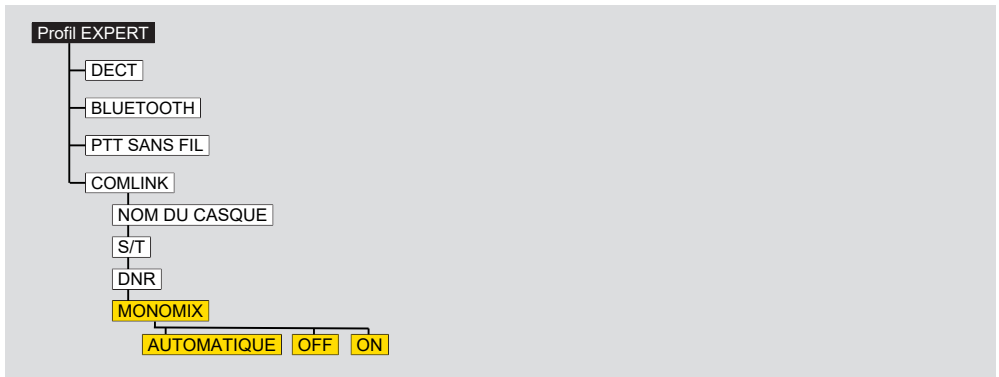 Profil EXPERT
DECT
BLUETOOTH
PTT SANS FIL
COMLINK
NOM DU CASQUE
S/T
DNR
MONOMIX
AUTOMATIQUE OFF ON